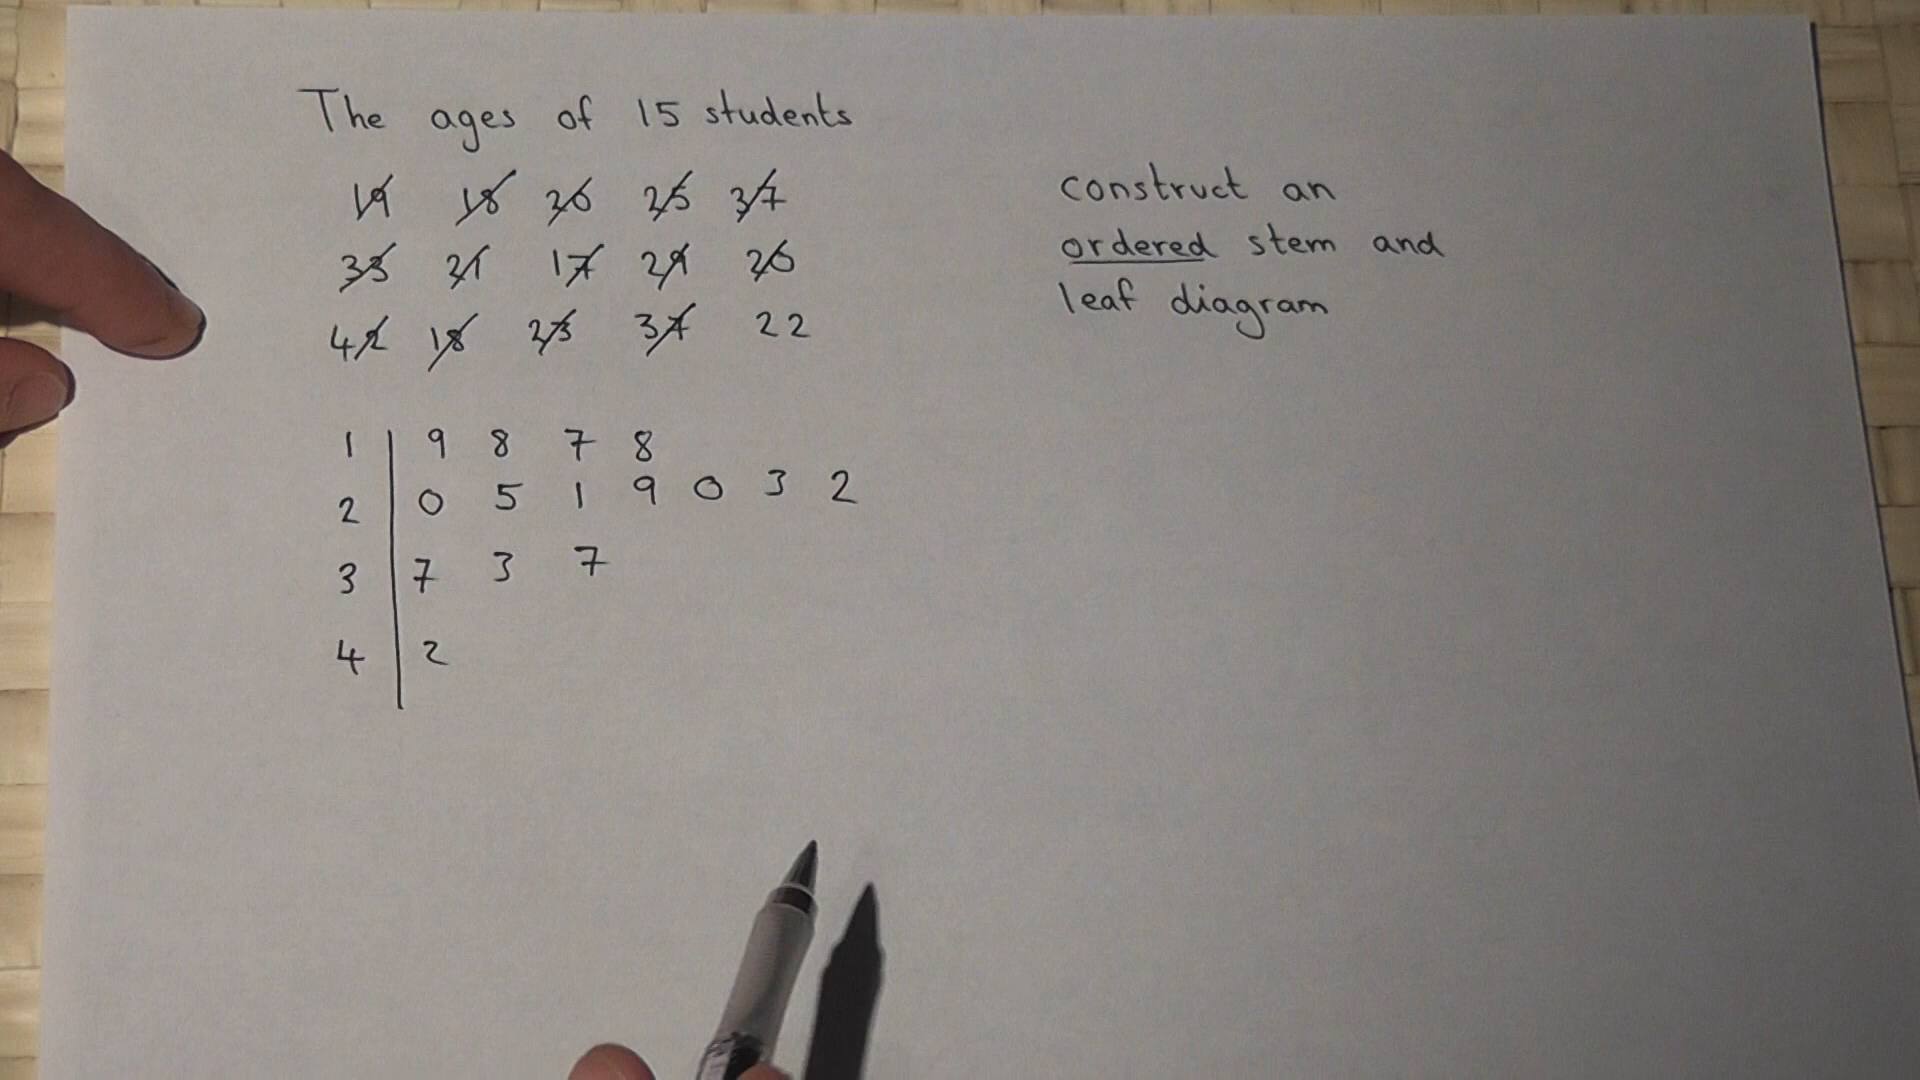 The ages of 15 students
19 18 20 25 37
33 21 17 29 20
42 18 23 37 22
construct an
ordered stem and
leaf diagram
1 | 9 8 7 8
2 | 0 5 1 9 0 3 2
3 | 7 3 7
4 | 2